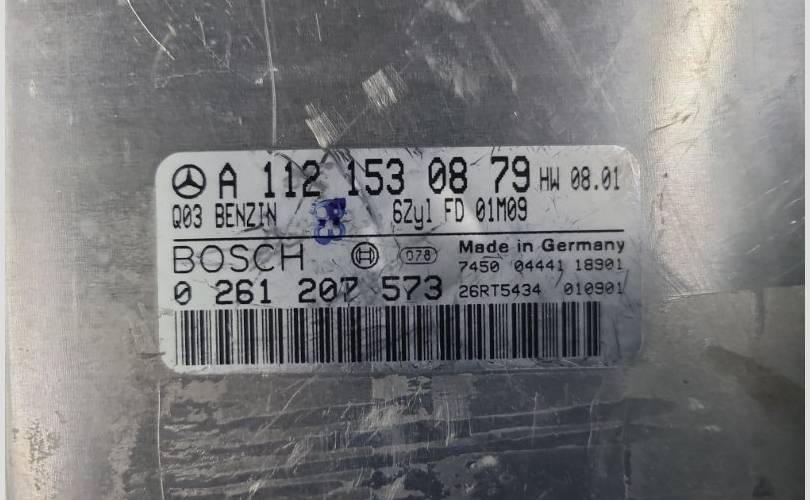 A 112 153 08 79 HW 08.01
Q03 BENZIN 6Zyl FD 01M09
BOSCH 078 Made in Germany
7450 04441 18901
0 261 207 573 26RT5434 010901